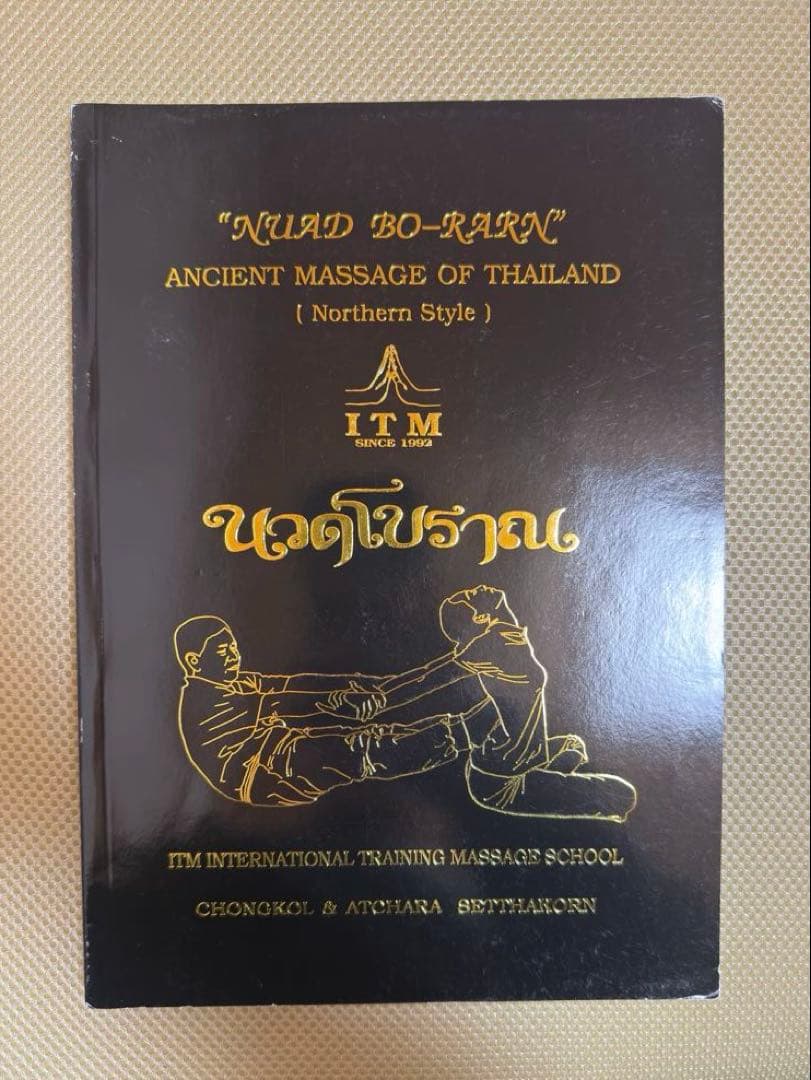 "NUAD BO-RARN"
ANCIENT MASSAGE OF THAILAND
( Northern Style )
ITM
SINCE 1992
นวดโบราณ
ITM INTERNATIONAL TRAINING MASSAGE SCHOOL
CHONGKOL & ATCHARA SETTHAKORN